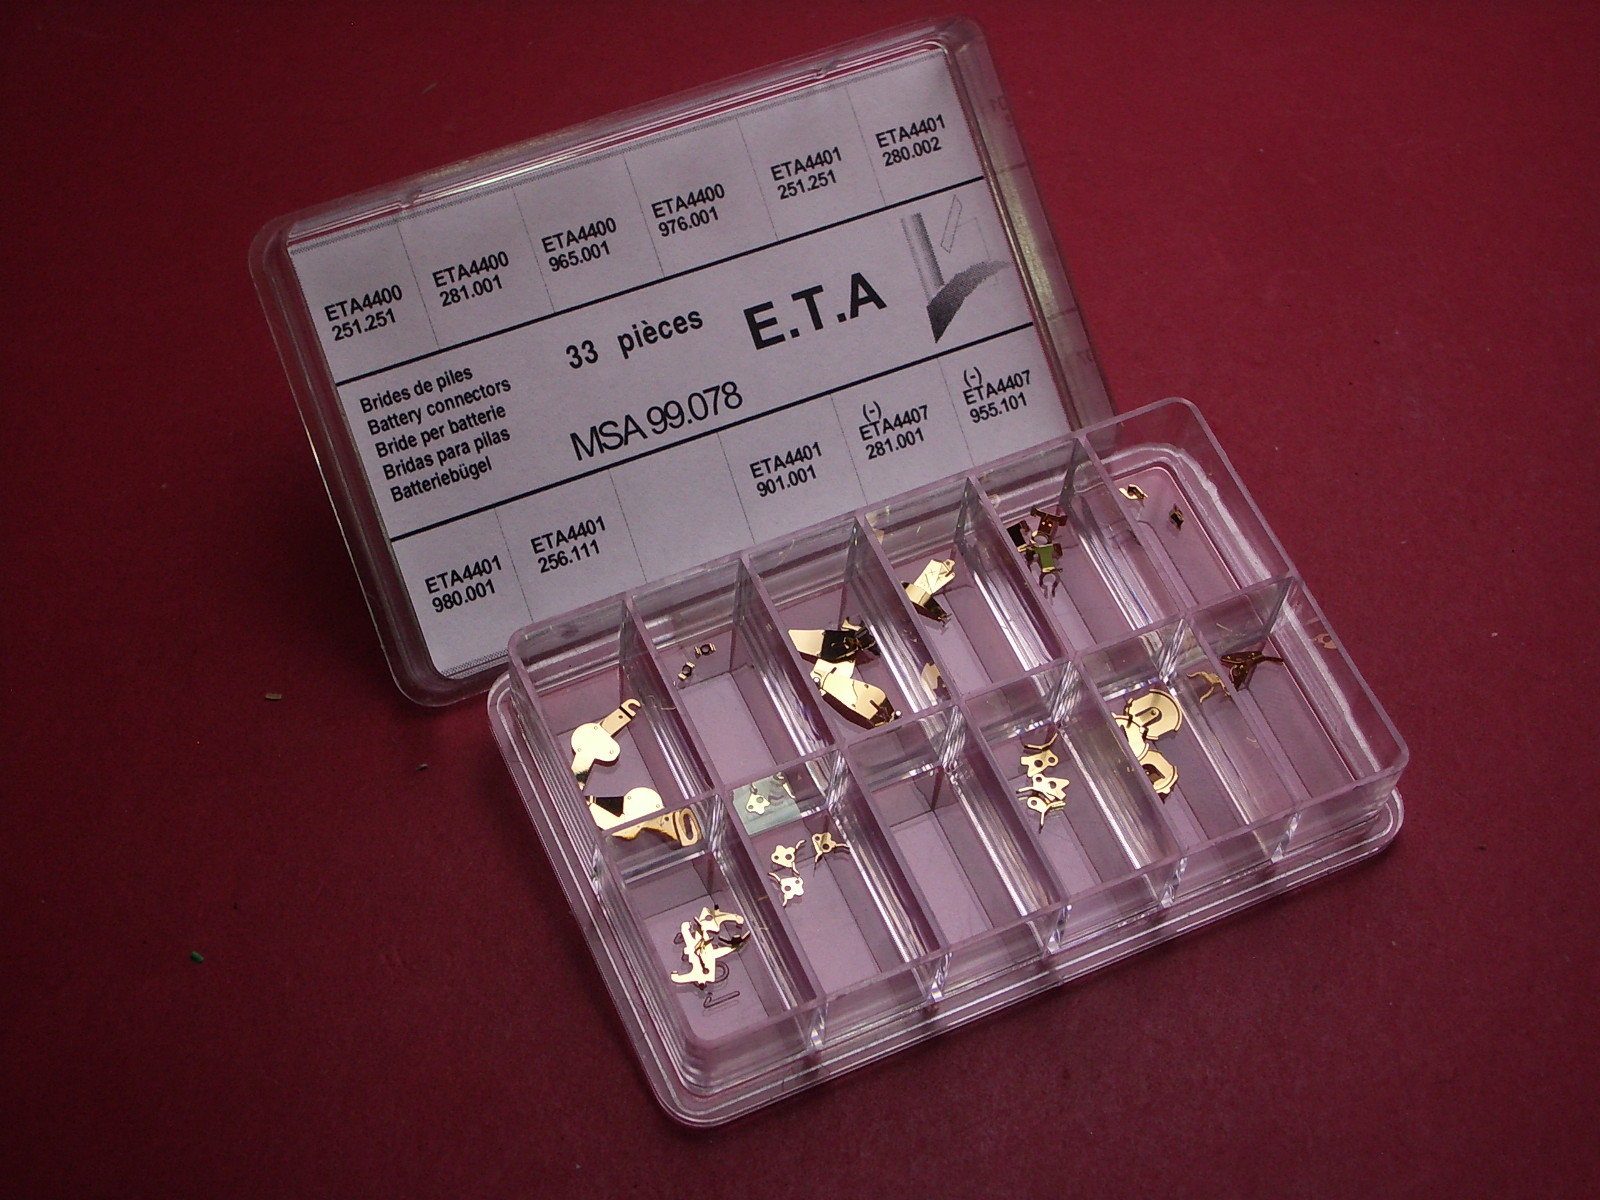 ETA4400
251.251
ETA4400
281.001
ETA4400
965.001
ETA4400
976.001
ETA4401
251.251
ETA4401
280.002
Brides de piles
Battery connectors
Bride per batterie
Bridas para pilas
Batteriebügel
33 pièces
E.T.A
MSA 99.078
ETA4401
980.001
ETA4401
256.111
ETA4401
901.001
(-)
ETA4407
281.001
(-)
ETA4407
955.101